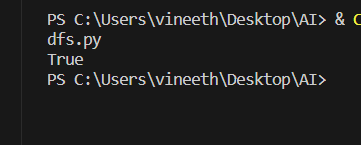 PS C:\Users\vineeth\Desktop\AI> & C
dfs.py
True
PS C:\Users\vineeth\Desktop\AI>